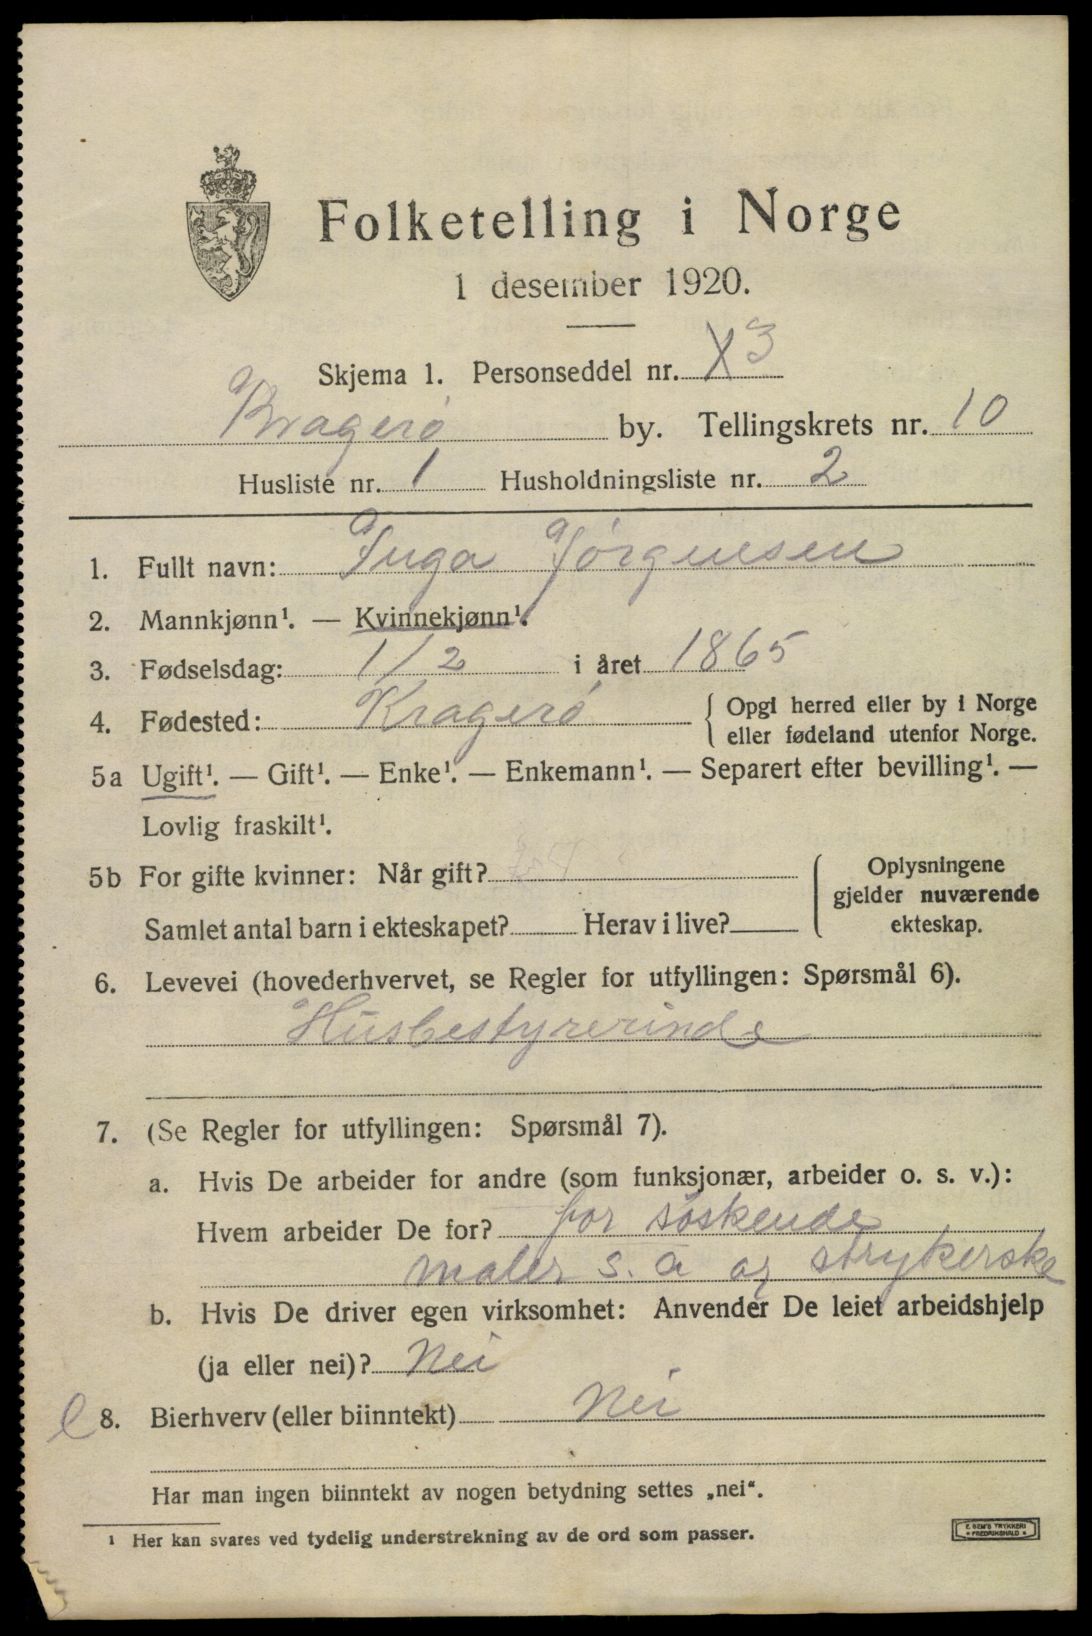 Folketelling i Norge
1 desember 1920.
Skjema 1. Personseddel nr. X3
Kragerö by. Tellingskrets nr. 10
Husliste nr. 1 Husholdningsliste nr. 2
1. Fullt navn: Inga Jørgensen
2. Mannkjønn¹. — Kvinnekjønn¹.
3. Fødselsdag: 1/2 i året 1865
4. Fødested: Kragerö { Opgi herred eller by i Norge
eller fødeland utenfor Norge.
5a Ugift¹. — Gift¹. — Enke¹. — Enkemann¹. — Separert efter bevilling¹. —
Lovlig fraskilt¹.
5b For gifte kvinner: Når gift?
Samlet antal barn i ekteskapet? Herav i live?
{ Oplysningene
gjelder nuværende
ekteskap.
6. Levevei (hovederhvervet, se Regler for utfyllingen: Spørsmål 6).
Husbestyrerinde
7. (Se Regler for utfyllingen: Spørsmål 7).
a. Hvis De arbeider for andre (som funksjonær, arbeider o. s. v.):
Hvem arbeider De for? for søskende
maler s. a og strykerske
b. Hvis De driver egen virksomhet: Anvender De leiet arbeidshjelp
(ja eller nei)? Nei
8. Bierhverv (eller biinntekt) Nei
Har man ingen biinntekt av nogen betydning settes „nei“.
¹ Her kan svares ved tydelig understrekning av de ord som passer.
E. SEM'S TRYKKERI
• FREDRIKSHALD •